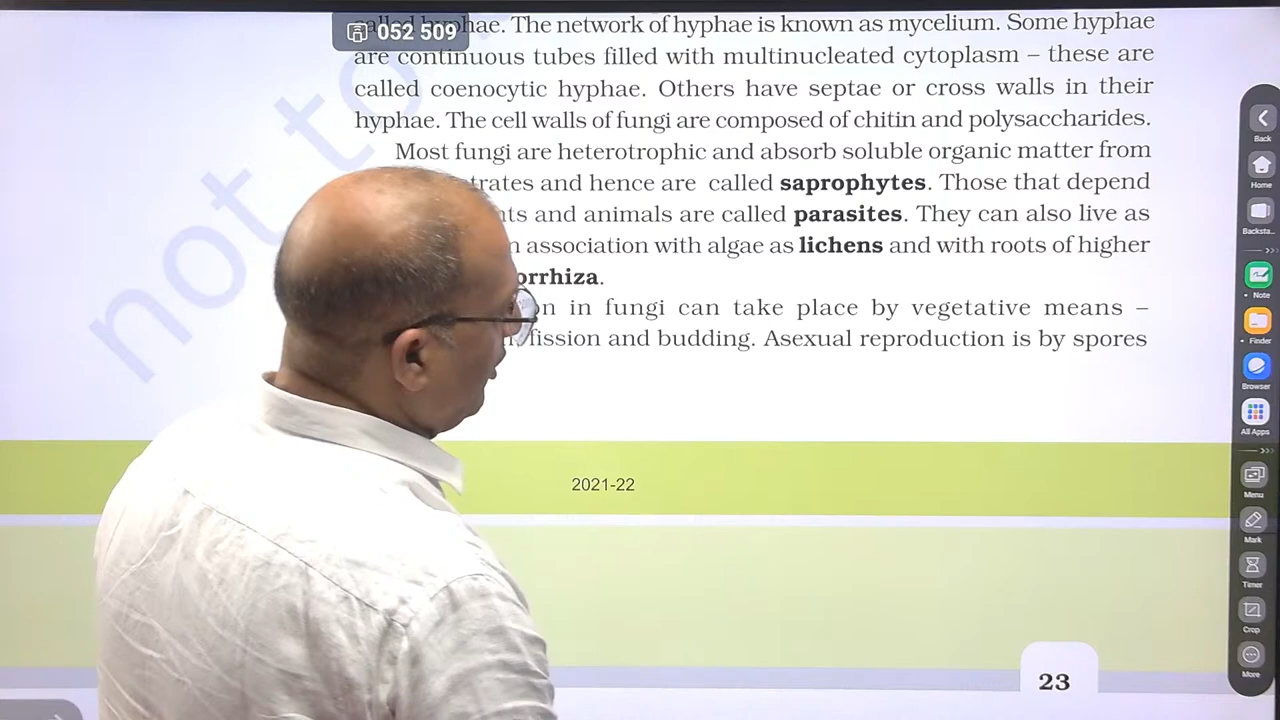 called hyphae. The network of hyphae is known as mycelium. Some hyphae
052 509
are continuous tubes filled with multinucleated cytoplasm – these are
called coenocytic hyphae. Others have septae or cross walls in their
hyphae. The cell walls of fungi are composed of chitin and polysaccharides.
Most fungi are heterotrophic and absorb soluble organic matter from
and hence are called saprophytes. Those that depend
and animals are called parasites. They can also live as
association with algae as lichens and with roots of higher
in fungi can take place by vegetative means –
fission and budding. Asexual reproduction is by spores
not to
2021-22
23
Back
Home
Backsta...
Note
Finder
Browser
All Apps
Menu
Mark
Timer
Crop
More